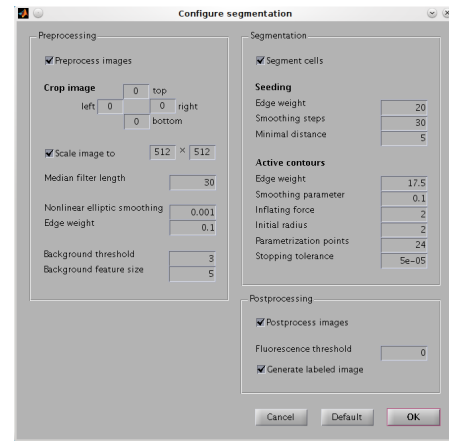 Configure segmentation
Preprocessing
Preprocess images
Crop image
0 top
left 0 0 right
0 bottom
Scale image to 512 × 512
Median filter length 30
Nonlinear elliptic smoothing 0.001
Edge weight 0.1
Background threshold 3
Background feature size 5
Segmentation
Segment cells
Seeding
Edge weight 20
Smoothing steps 30
Minimal distance 5
Active contours
Edge weight 17.5
Smoothing parameter 0.1
Inflating force 2
Initial radius 2
Parametrization points 24
Stopping tolerance 5e-05
Postprocessing
Postprocess images
Fluorescence threshold 0
Generate labeled image
Cancel Default OK